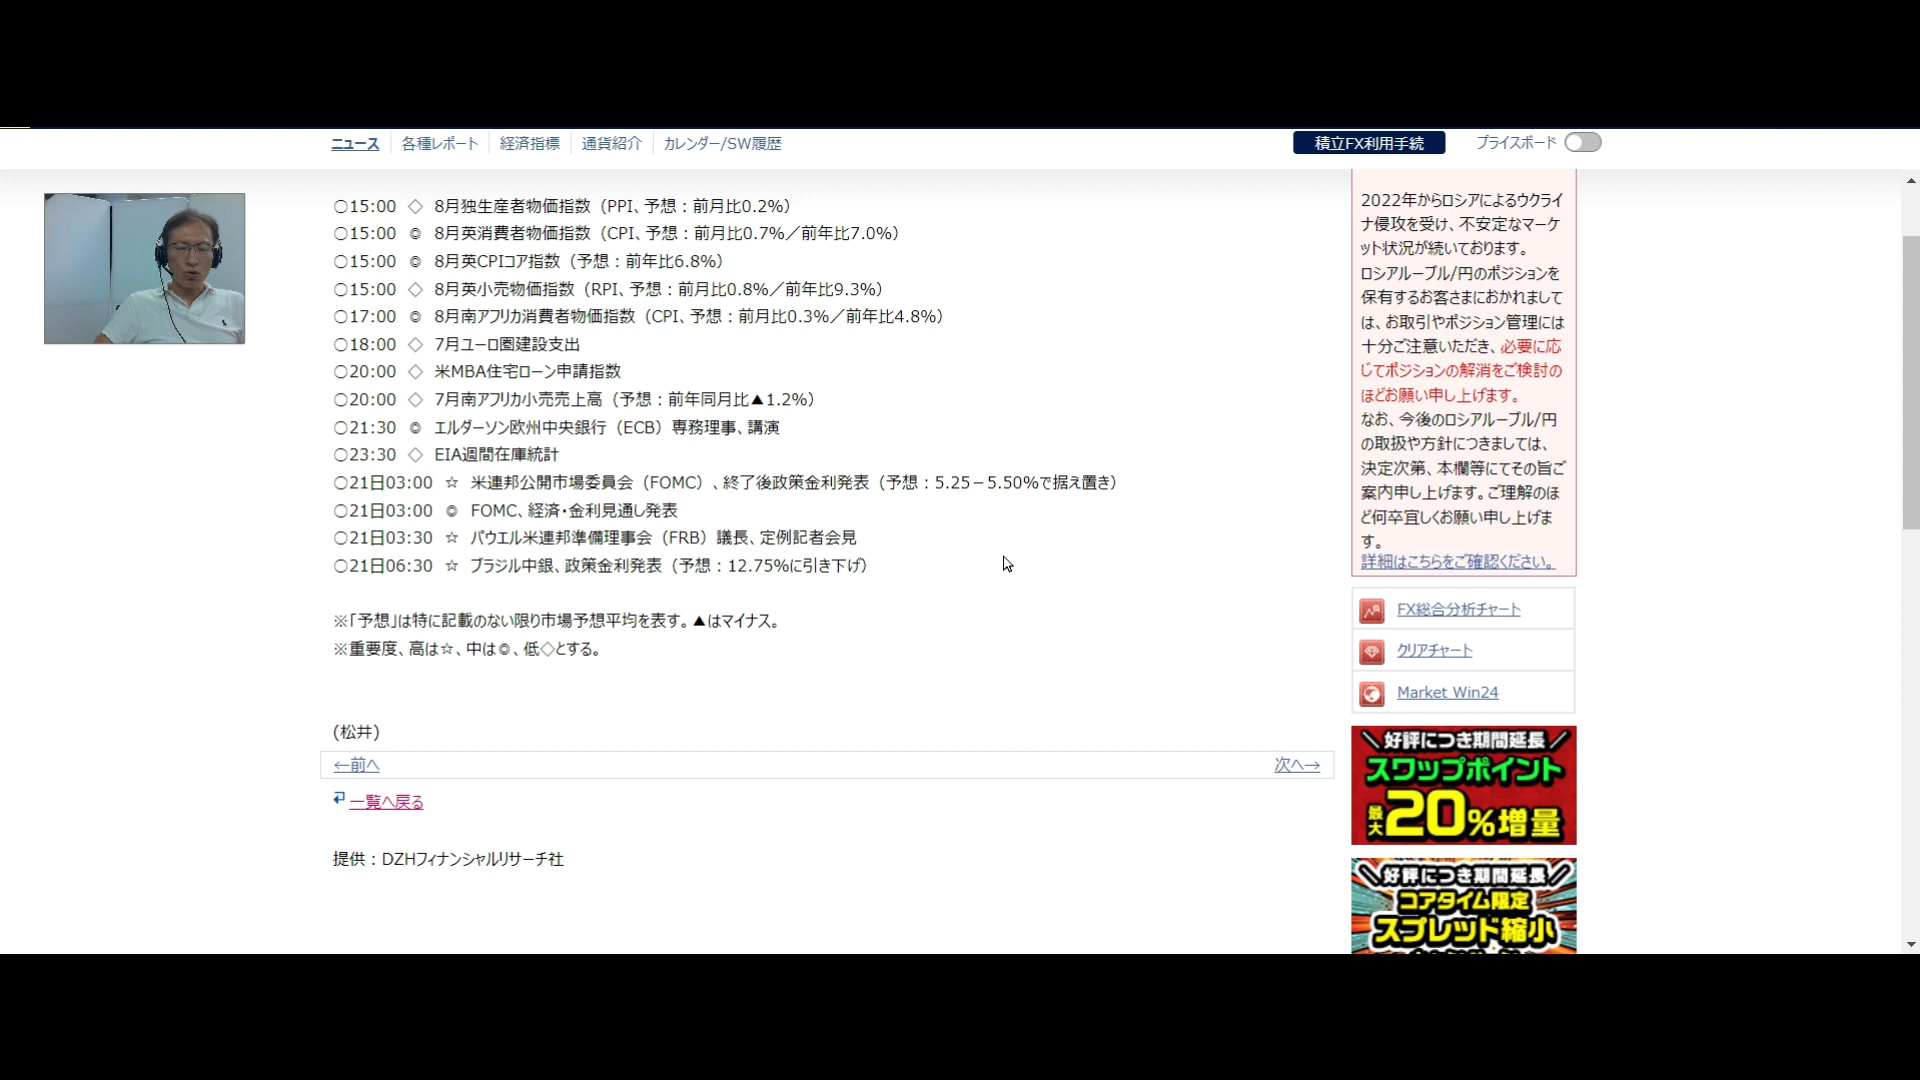 ニュース 各種レポート 経済指標 通貨紹介 カレンダー/SW履歴 積立FX利用手続 プライスボード
○15:00 ◇ 8月独生産者物価指数（PPI、予想：前月比0.2%）
○15:00 ◎ 8月英消費者物価指数（CPI、予想：前月比0.7%／前年比7.0%）
○15:00 ◎ 8月英CPIコア指数（予想：前年比6.8%）
○15:00 ◇ 8月英小売物価指数（RPI、予想：前月比0.8%／前年比9.3%）
○17:00 ◎ 8月南アフリカ消費者物価指数（CPI、予想：前月比0.3%／前年比4.8%）
○18:00 ◇ 7月ユーロ圏建設支出
○20:00 ◇ 米MBA住宅ローン申請指数
○20:00 ◇ 7月南アフリカ小売売上高（予想：前年同月比▲1.2%）
○21:30 ◎ エルダーソン欧州中央銀行（ECB）専務理事、講演
○23:30 ◇ EIA週間在庫統計
○21日03:00 ☆ 米連邦公開市場委員会（FOMC）、終了後政策金利発表（予想：5.25－5.50%で据え置き）
○21日03:00 ◎ FOMC、経済・金利見通し発表
○21日03:30 ☆ パウエル米連邦準備理事会（FRB）議長、定例記者会見
○21日06:30 ☆ ブラジル中銀、政策金利発表（予想：12.75%に引き下げ）
※「予想」は特に記載のない限り市場予想平均を表す。▲はマイナス。
※重要度、高は☆、中は◎、低◇とする。
(松井)
←前へ 次へ→
一覧へ戻る
提供：DZHフィナンシャルリサーチ社
2022年からロシアによるウクライ
ナ侵攻を受け、不安定なマーケ
ット状況が続いております。
ロシアルーブル/円のポジションを
保有するお客さまにおかれまして
は、お取引やポジション管理には
十分ご注意いただき、必要に応
じてポジションの解消をご検討の
ほどお願い申し上げます。
なお、今後のロシアルーブル/円
の取扱や方針につきましては、
決定次第、本欄等にてその旨ご
案内申し上げます。ご理解のほ
ど何卒宜しくお願い申し上げま
す。
詳細はこちらをご確認ください。
FX総合分析チャート
クリアチャート
Market Win24
好評につき期間延長
スワップポイント
最大20%増量
好評につき期間延長
コアタイム限定
スプレッド縮小